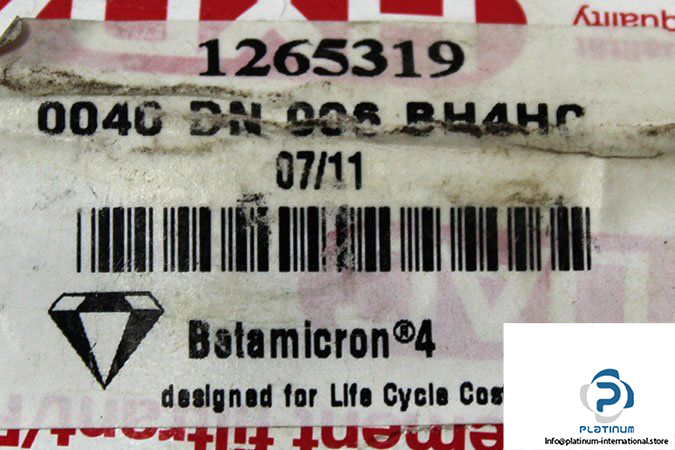 quality
1265319
0040 DN 006 BH4HC
07/11
Betamicron®4
designed for Life Cycle Cos
PLATINUM
Info@platinum-international.store